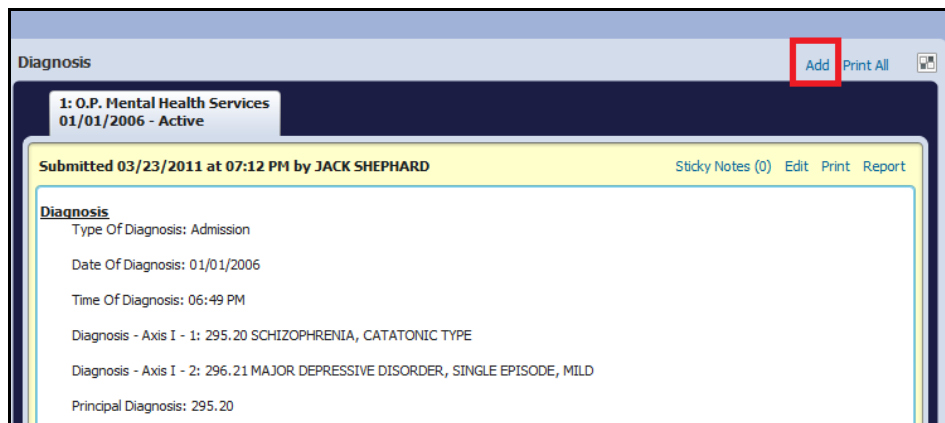 Diagnosis Add Print All
1: O.P. Mental Health Services
01/01/2006 - Active
Submitted 03/23/2011 at 07:12 PM by JACK SHEPHARD Sticky Notes (0) Edit Print Report
Diagnosis
Type Of Diagnosis: Admission
Date Of Diagnosis: 01/01/2006
Time Of Diagnosis: 06:49 PM
Diagnosis - Axis I - 1: 295.20 SCHIZOPHRENIA, CATATONIC TYPE
Diagnosis - Axis I - 2: 296.21 MAJOR DEPRESSIVE DISORDER, SINGLE EPISODE, MILD
Principal Diagnosis: 295.20